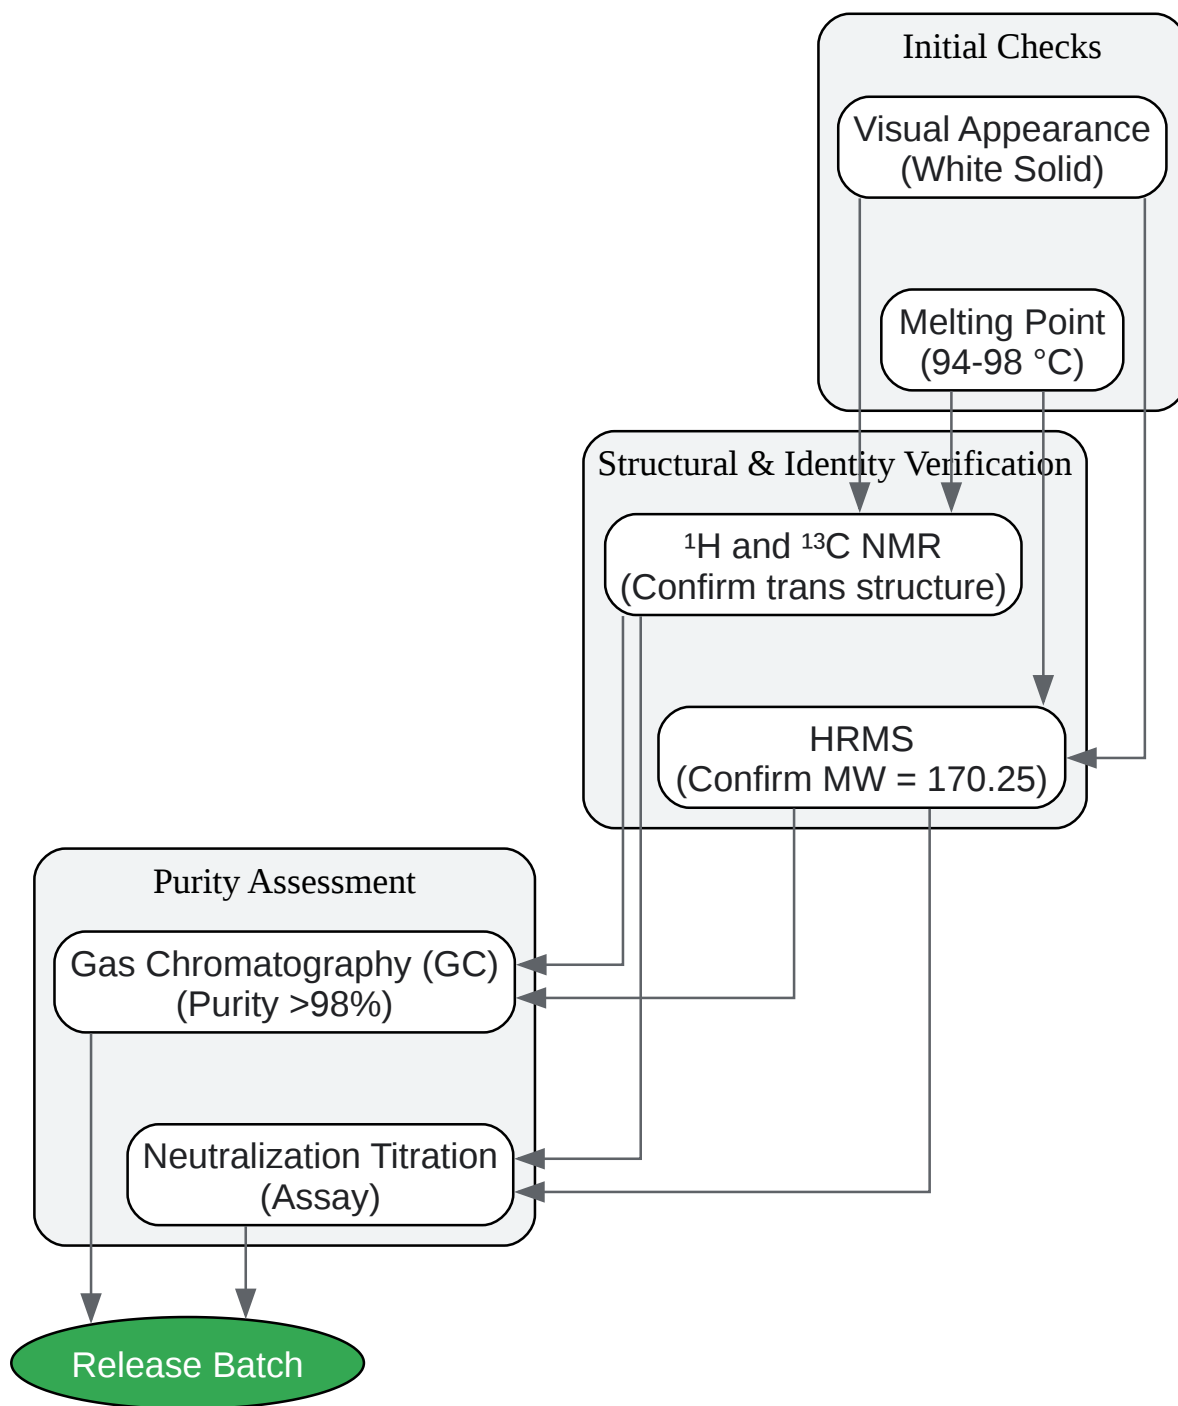 Initial Checks
Visual Appearance
(White Solid)
Melting Point
(94-98 °C)
Structural & Identity Verification
¹H and ¹³C NMR
(Confirm trans structure)
HRMS
(Confirm MW = 170.25)
Purity Assessment
Gas Chromatography (GC)
(Purity >98%)
Neutralization Titration
(Assay)
Release Batch